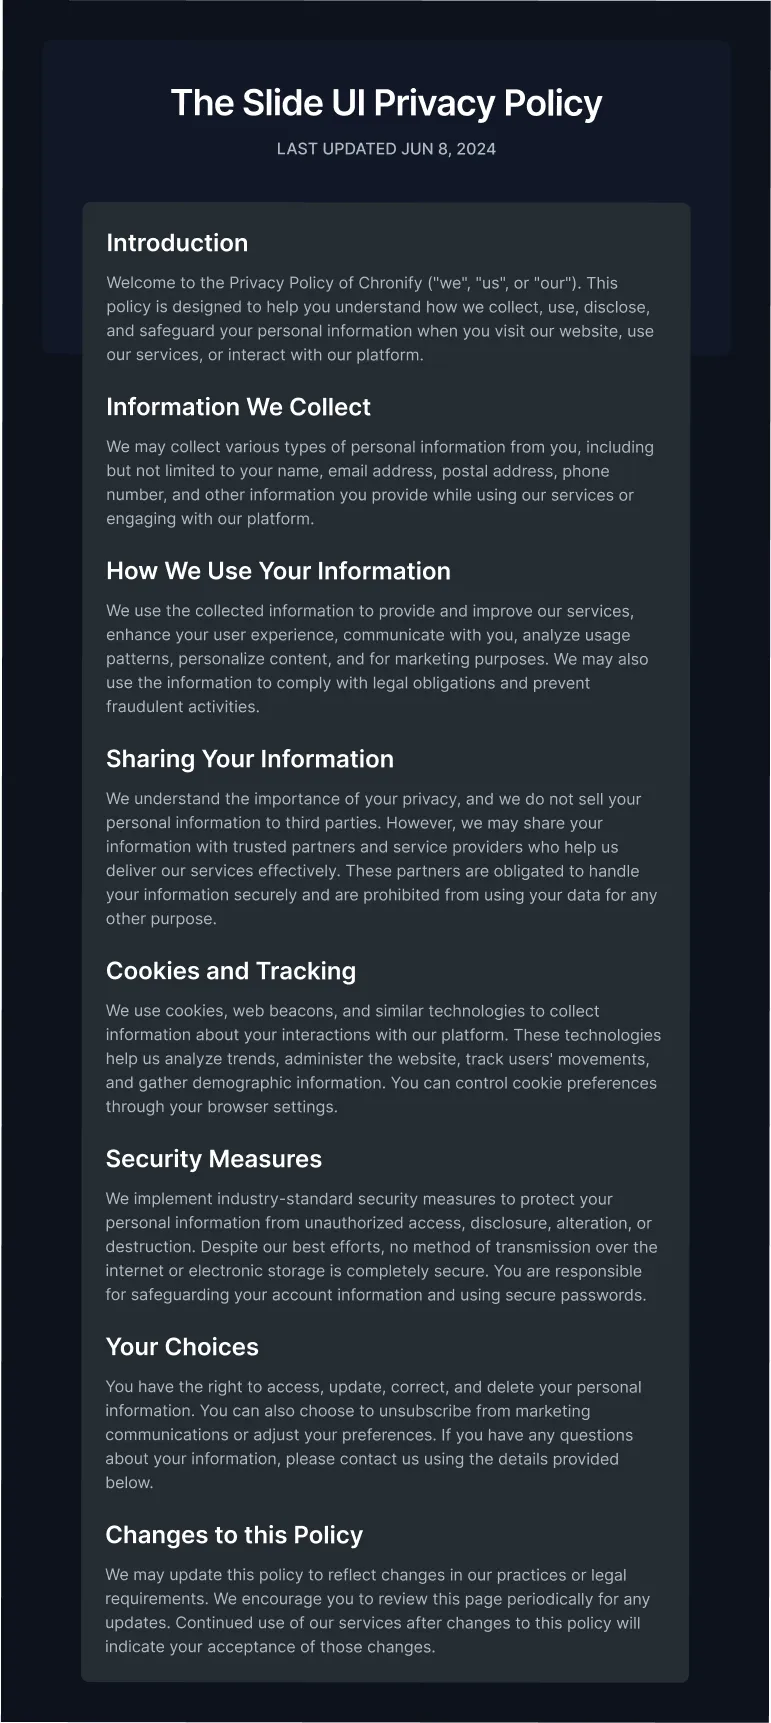 The Slide UI Privacy Policy
LAST UPDATED JUN 8, 2024
Introduction
Welcome to the Privacy Policy of Chronify ("we", "us", or "our"). This
policy is designed to help you understand how we collect, use, disclose,
and safeguard your personal information when you visit our website, use
our services, or interact with our platform.
Information We Collect
We may collect various types of personal information from you, including
but not limited to your name, email address, postal address, phone
number, and other information you provide while using our services or
engaging with our platform.
How We Use Your Information
We use the collected information to provide and improve our services,
enhance your user experience, communicate with you, analyze usage
patterns, personalize content, and for marketing purposes. We may also
use the information to comply with legal obligations and prevent
fraudulent activities.
Sharing Your Information
We understand the importance of your privacy, and we do not sell your
personal information to third parties. However, we may share your
information with trusted partners and service providers who help us
deliver our services effectively. These partners are obligated to handle
your information securely and are prohibited from using your data for any
other purpose.
Cookies and Tracking
We use cookies, web beacons, and similar technologies to collect
information about your interactions with our platform. These technologies
help us analyze trends, administer the website, track users' movements,
and gather demographic information. You can control cookie preferences
through your browser settings.
Security Measures
We implement industry-standard security measures to protect your
personal information from unauthorized access, disclosure, alteration, or
destruction. Despite our best efforts, no method of transmission over the
internet or electronic storage is completely secure. You are responsible
for safeguarding your account information and using secure passwords.
Your Choices
You have the right to access, update, correct, and delete your personal
information. You can also choose to unsubscribe from marketing
communications or adjust your preferences. If you have any questions
about your information, please contact us using the details provided
below.
Changes to this Policy
We may update this policy to reflect changes in our practices or legal
requirements. We encourage you to review this page periodically for any
updates. Continued use of our services after changes to this policy will
indicate your acceptance of those changes.